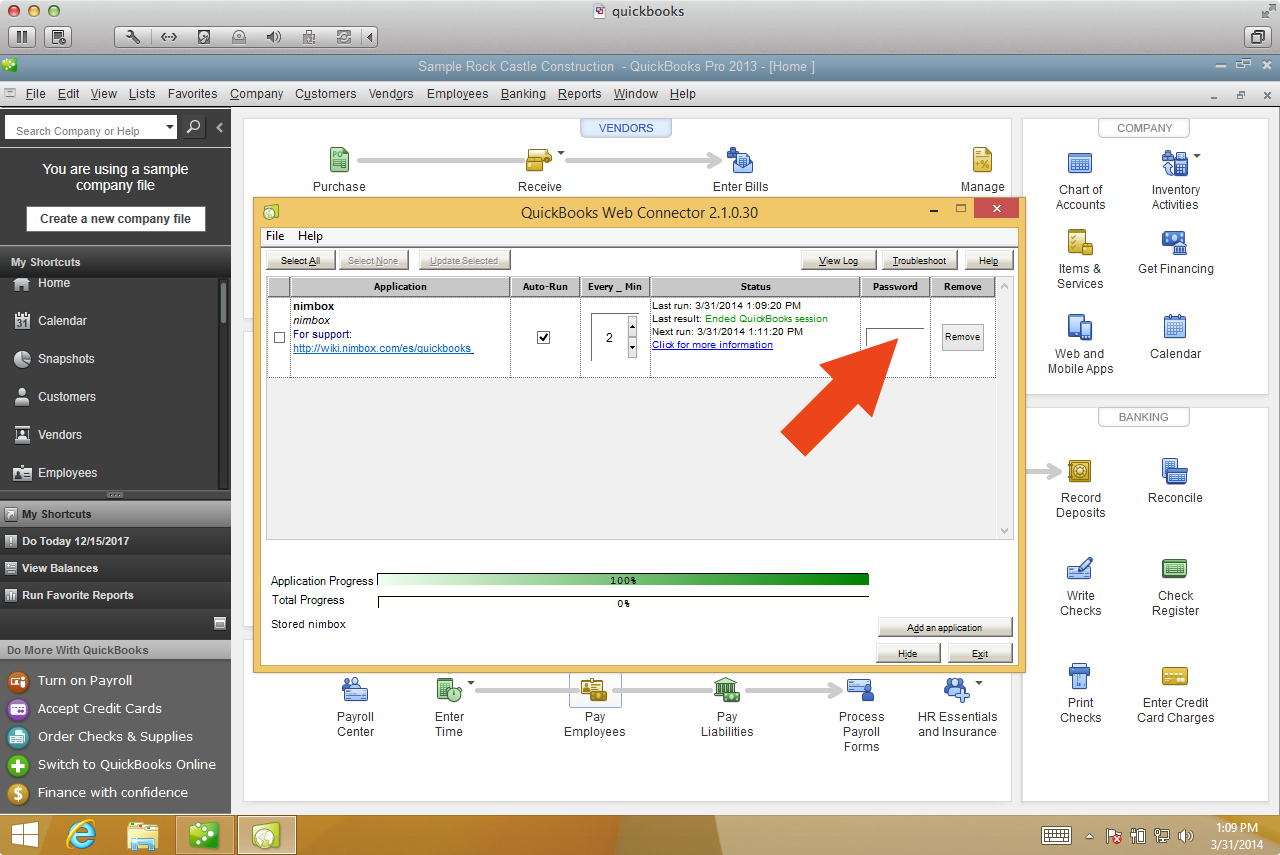 quickbooks
Sample Rock Castle Construction - QuickBooks Pro 2013 - [Home ]
File Edit View Lists Favorites Company Customers Vendors Employees Banking Reports Window Help
Search Company or Help
You are using a sample
company file
Create a new company file
My Shortcuts
Home
31
Calendar
Snapshots
Customers
Vendors
Employees
My Shortcuts
Do Today 12/15/2017
View Balances
Run Favorite Reports
Do More With QuickBooks
Turn on Payroll
Accept Credit Cards
Order Checks & Supplies
Switch to QuickBooks Online
$
Finance with confidence
VENDORS
PO
Purchase
Receive
Enter Bills
Manage
QuickBooks Web Connector 2.1.0.30
File Help
Select All Select None Update Selected View Log Troubleshoot Help
Application Auto-Run Every _ Min Status Password Remove
nimbox
nimbox
For support:
http://wiki.nimbox.com/es/quickbooks
2
Last run: 3/31/2014 1:09:20 PM
Last result: Ended QuickBooks session
Next run: 3/31/2014 1:11:20 PM
Click for more information
Remove
Application Progress 100%
Total Progress 0%
Stored nimbox
Add an application
Hide Exit
Payroll
Center
Enter
Time
Pay
Employees
Pay
Liabilities
Process
Payroll
Forms
HR Essentials
and Insurance
COMPANY
Chart of
Accounts
Inventory
Activities
Items &
Services
Get Financing
Web and
Mobile Apps
Calendar
BANKING
Record
Deposits
Reconcile
Write
Checks
Check
Register
Print
Checks
Enter Credit
Card Charges
1:09 PM
3/31/2014